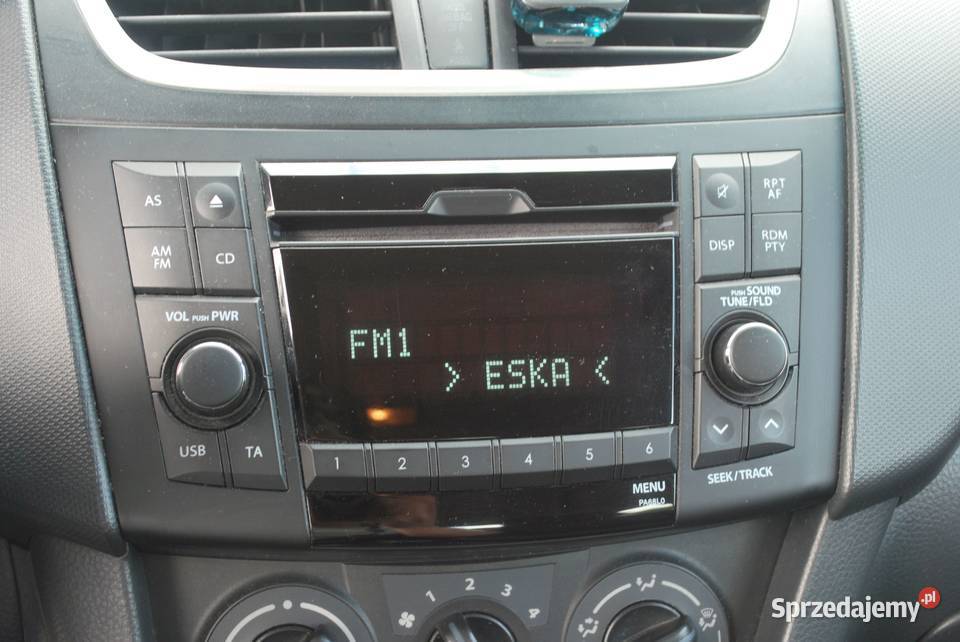 AS
AM
FM
CD
VOL PUSH PWR
USB
TA
FM1
> ESKA <
1 2 3 4 5 6
MENU
PA68L0
RPT
AF
DISP
RDM
PTY
PUSH SOUND
TUNE/FLD
SEEK/TRACK
1 2 3 4
Sprzedajemy.pl